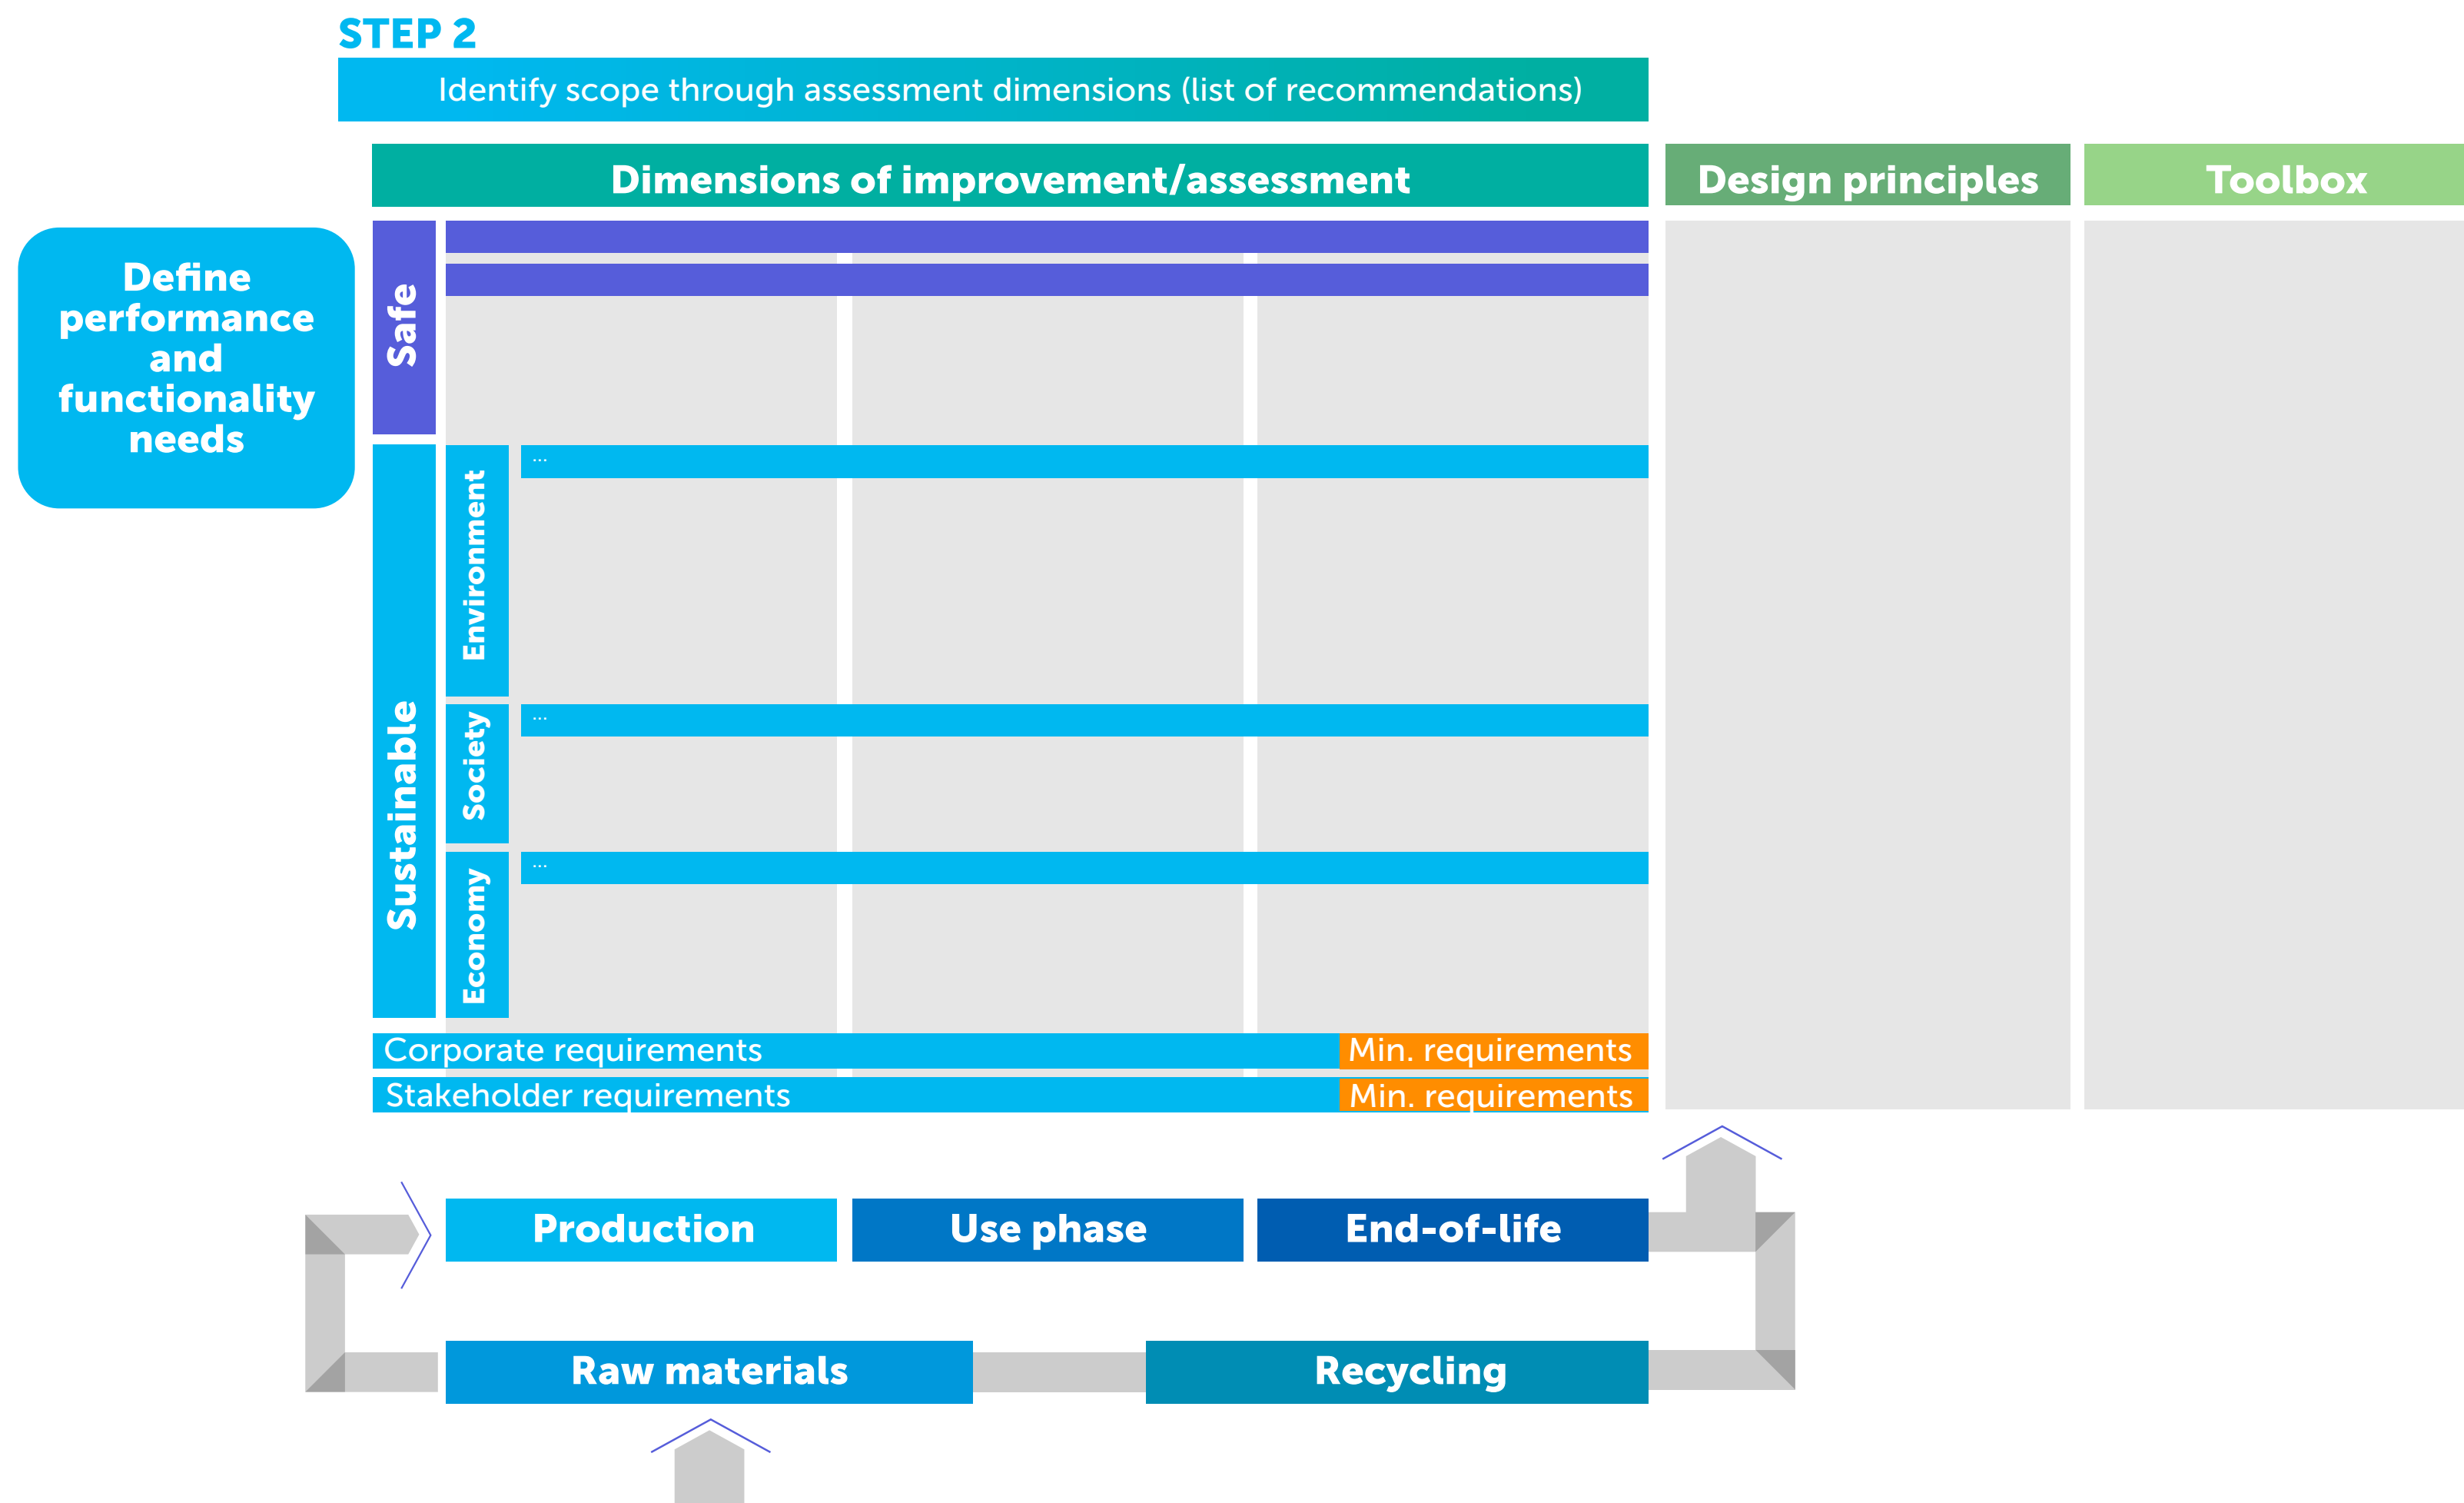 STEP 2
Identify scope through assessment dimensions (list of recommendations)
Dimensions of improvement/assessment
Design principles
Toolbox
Define
performance
and
functionality
needs
Safe
Sustainable
Environment
...
Society
...
Economy
...
Corporate requirements
Min. requirements
Stakeholder requirements
Min. requirements
Production
Use phase
End-of-life
Raw materials
Recycling